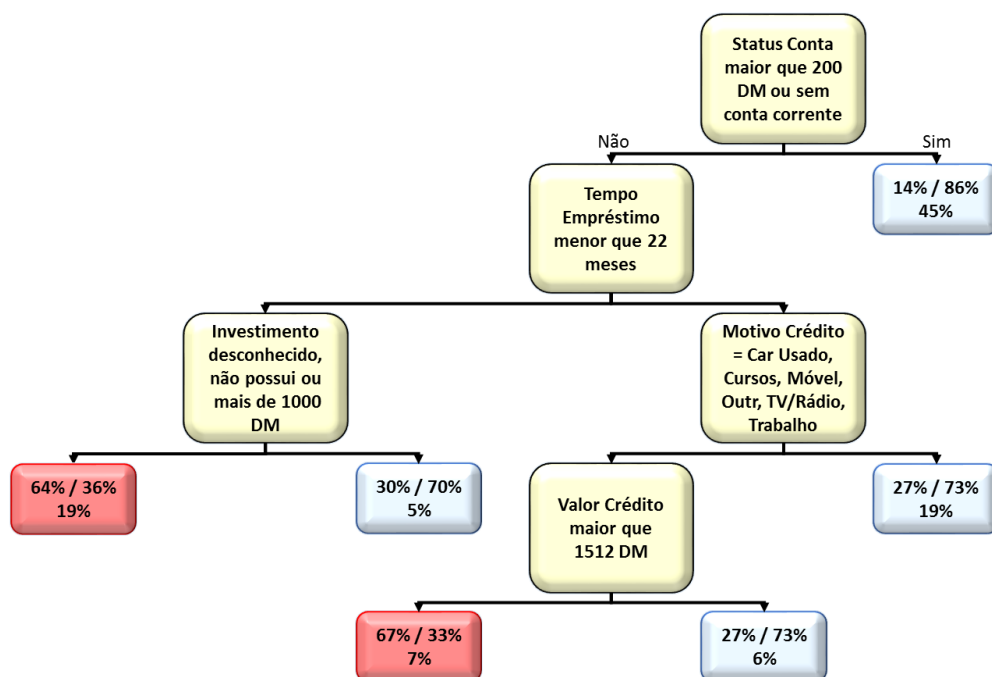 Status Conta
maior que 200
DM ou sem
conta corrente
Não
Sim
Tempo
Empréstimo
menor que 22
meses
14% / 86%
45%
Investimento
desconhecido,
não possui ou
mais de 1000
DM
Motivo Crédito
= Car Usado,
Cursos, Móvel,
Outr, TV/Rádio,
Trabalho
64% / 36%
19%
30% / 70%
5%
Valor Crédito
maior que
1512 DM
27% / 73%
19%
67% / 33%
7%
27% / 73%
6%